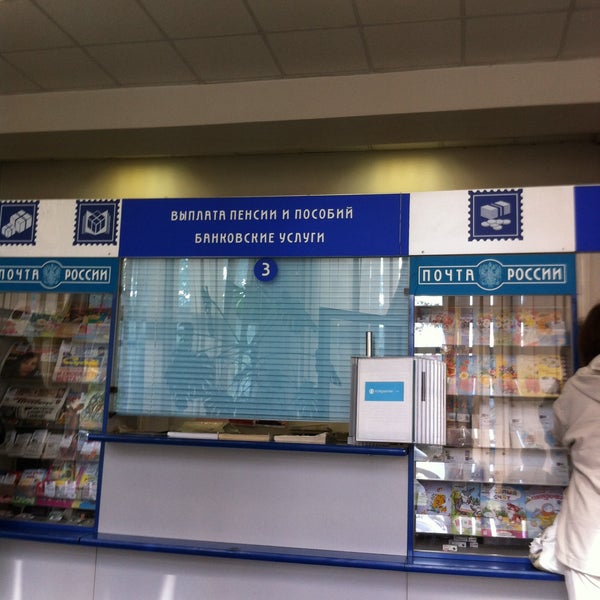 ВЫПЛАТА ПЕНСИИ И ПОСОБИЙ
БАНКОВСКИЕ УСЛУГИ
3
ПОЧТА РОССИИ
ПОЧТА РОССИИ